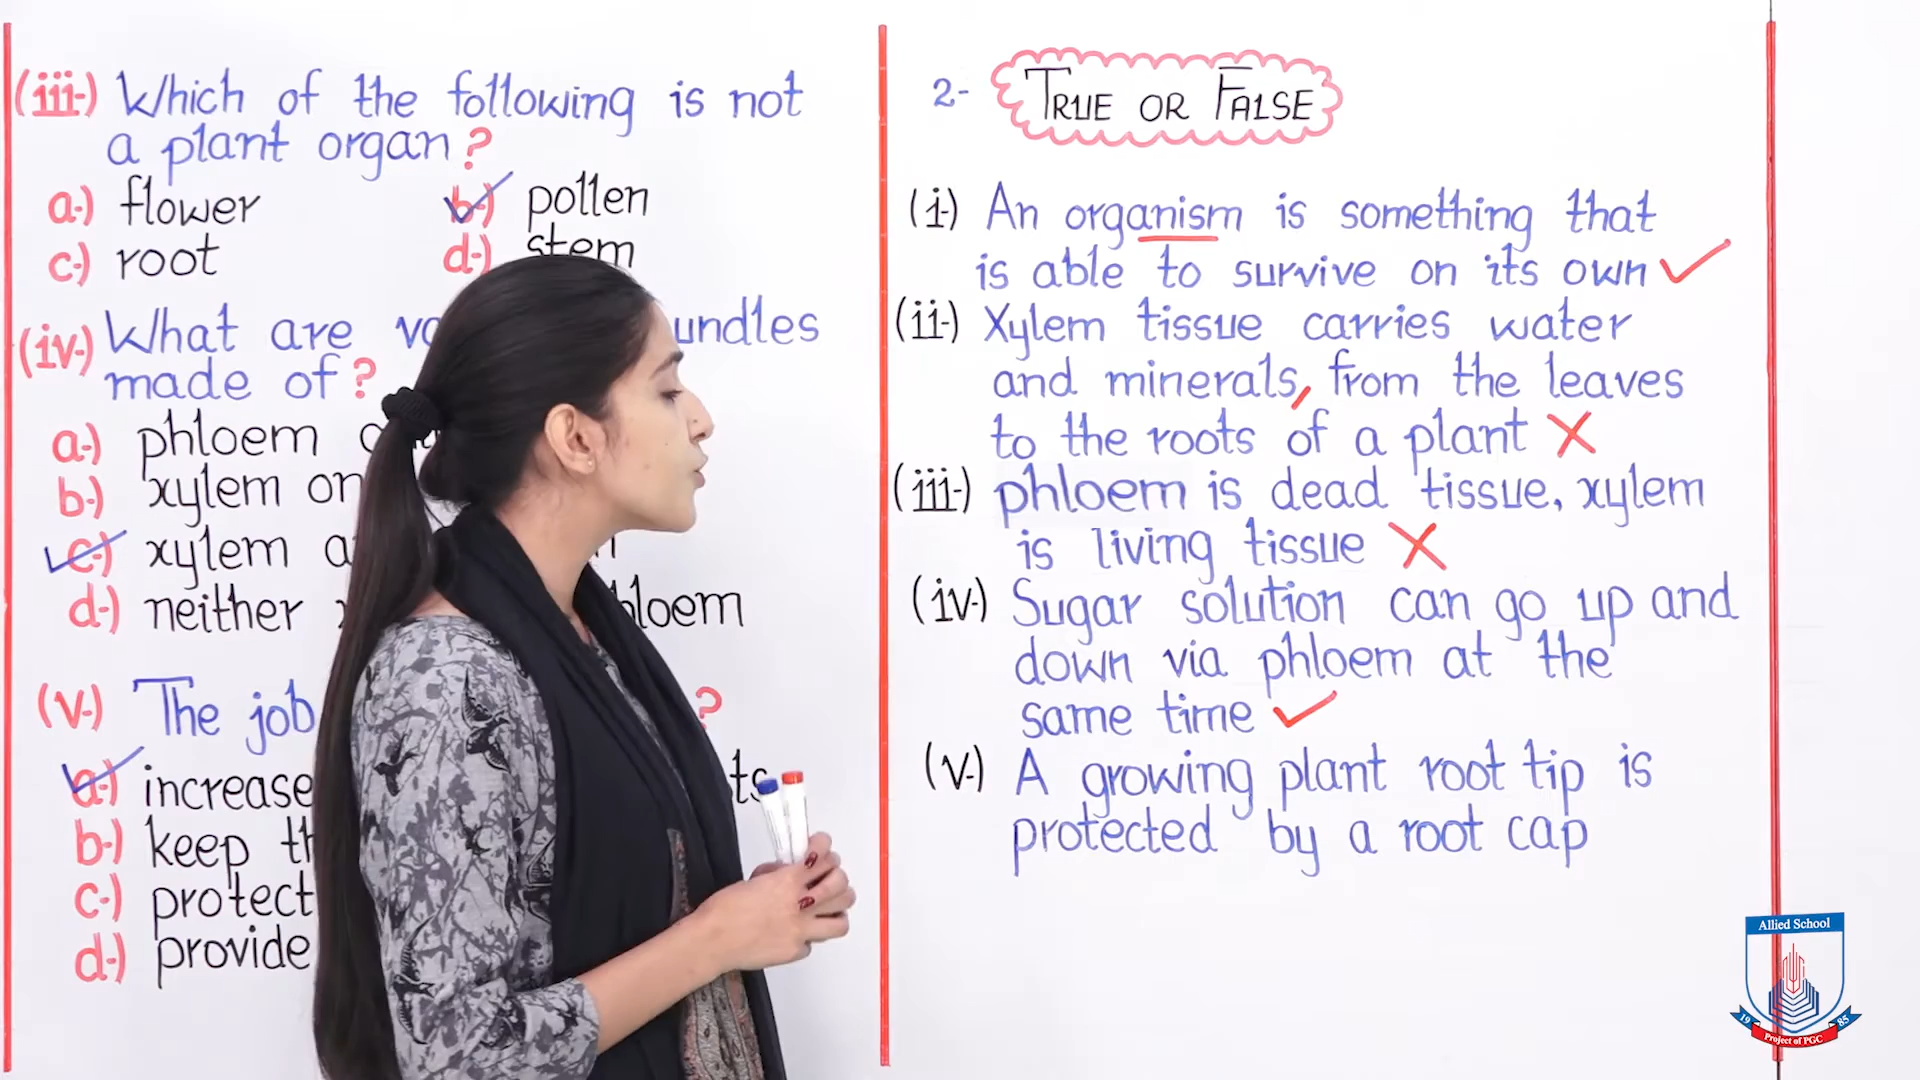 (iii-) Which of the following is not
a plant organ?
a-) flower
b-) pollen
c-) root
d-) stem
(iv-) What are undles
made of?
a-) phloem
b-) xylem
c-) xylem
d-) neither phloem
(v-) The job ?
a-) increase
b-) keep
c-) protect
d-) provide
2- TRUE OR FALSE
(i-) An organism is something that
is able to survive on its own
(ii-) Xylem tissue carries water
and minerals, from the leaves
to the roots of a plant
(iii-) phloem is dead tissue, xylem
is living tissue
(iv-) Sugar solution can go up and
down via phloem at the
same time
(v-) A growing plant root tip is
protected by a root cap
Allied School
19 85
Project of PGC